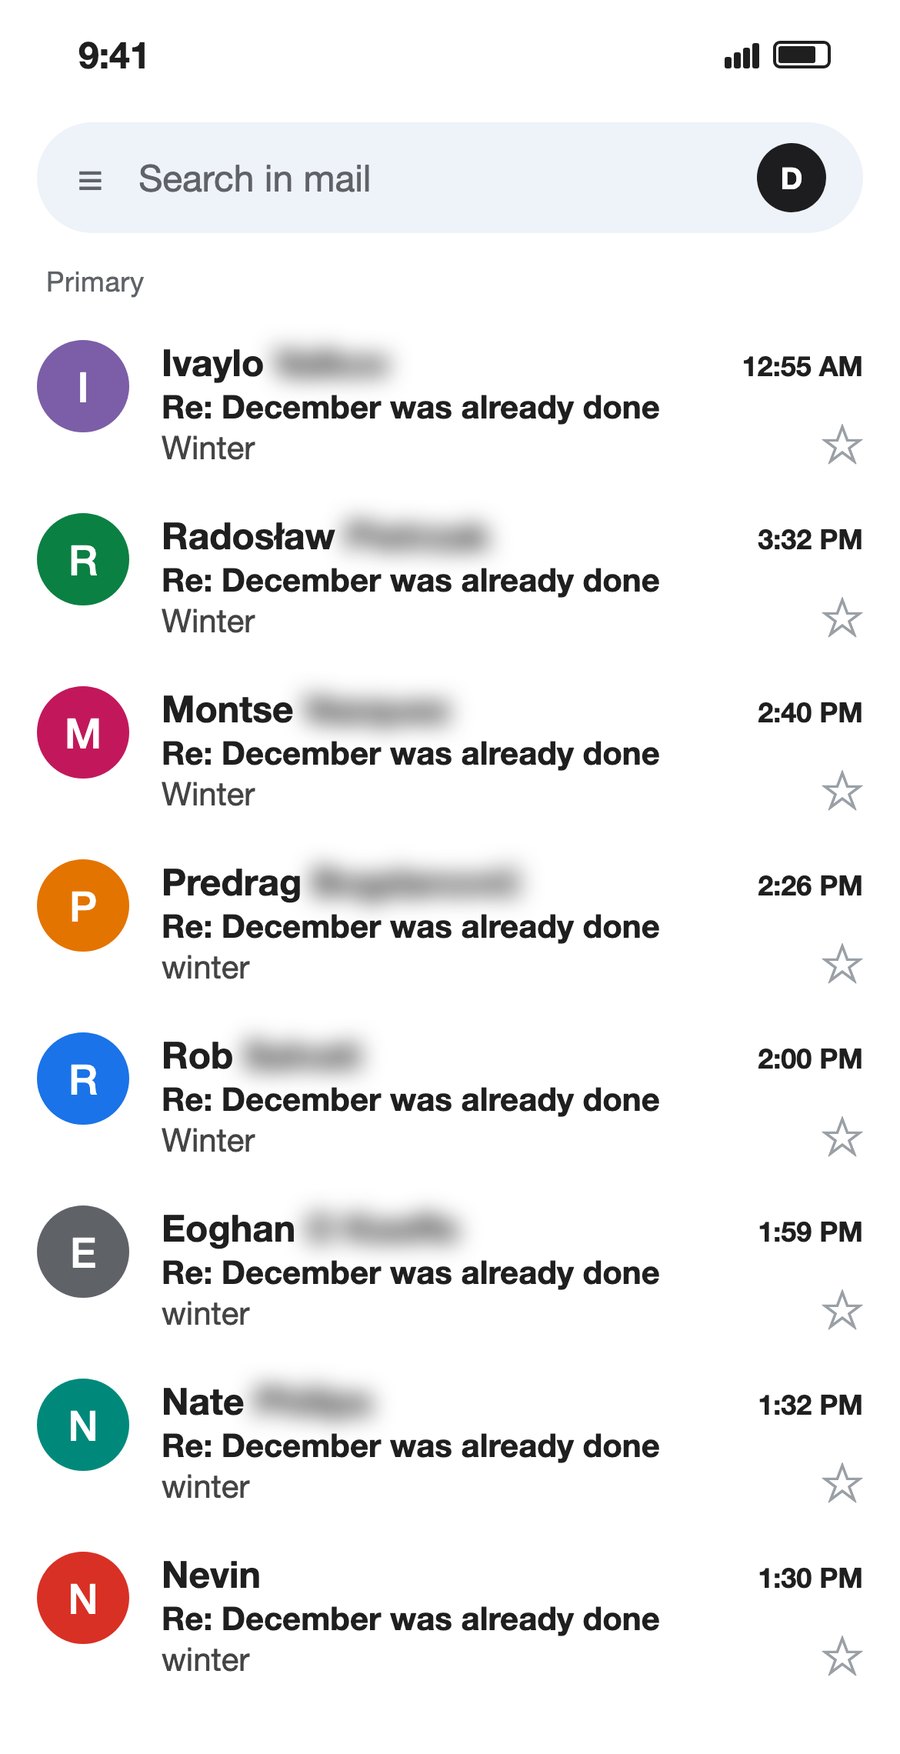 9:41
Search in mail
D
Primary
I
Ivaylo
12:55 AM
Re: December was already done
Winter
R
Radosław
3:32 PM
Re: December was already done
Winter
M
Montse
2:40 PM
Re: December was already done
Winter
P
Predrag
2:26 PM
Re: December was already done
winter
R
Rob
2:00 PM
Re: December was already done
Winter
E
Eoghan
1:59 PM
Re: December was already done
winter
N
Nate
1:32 PM
Re: December was already done
winter
N
Nevin
1:30 PM
Re: December was already done
winter